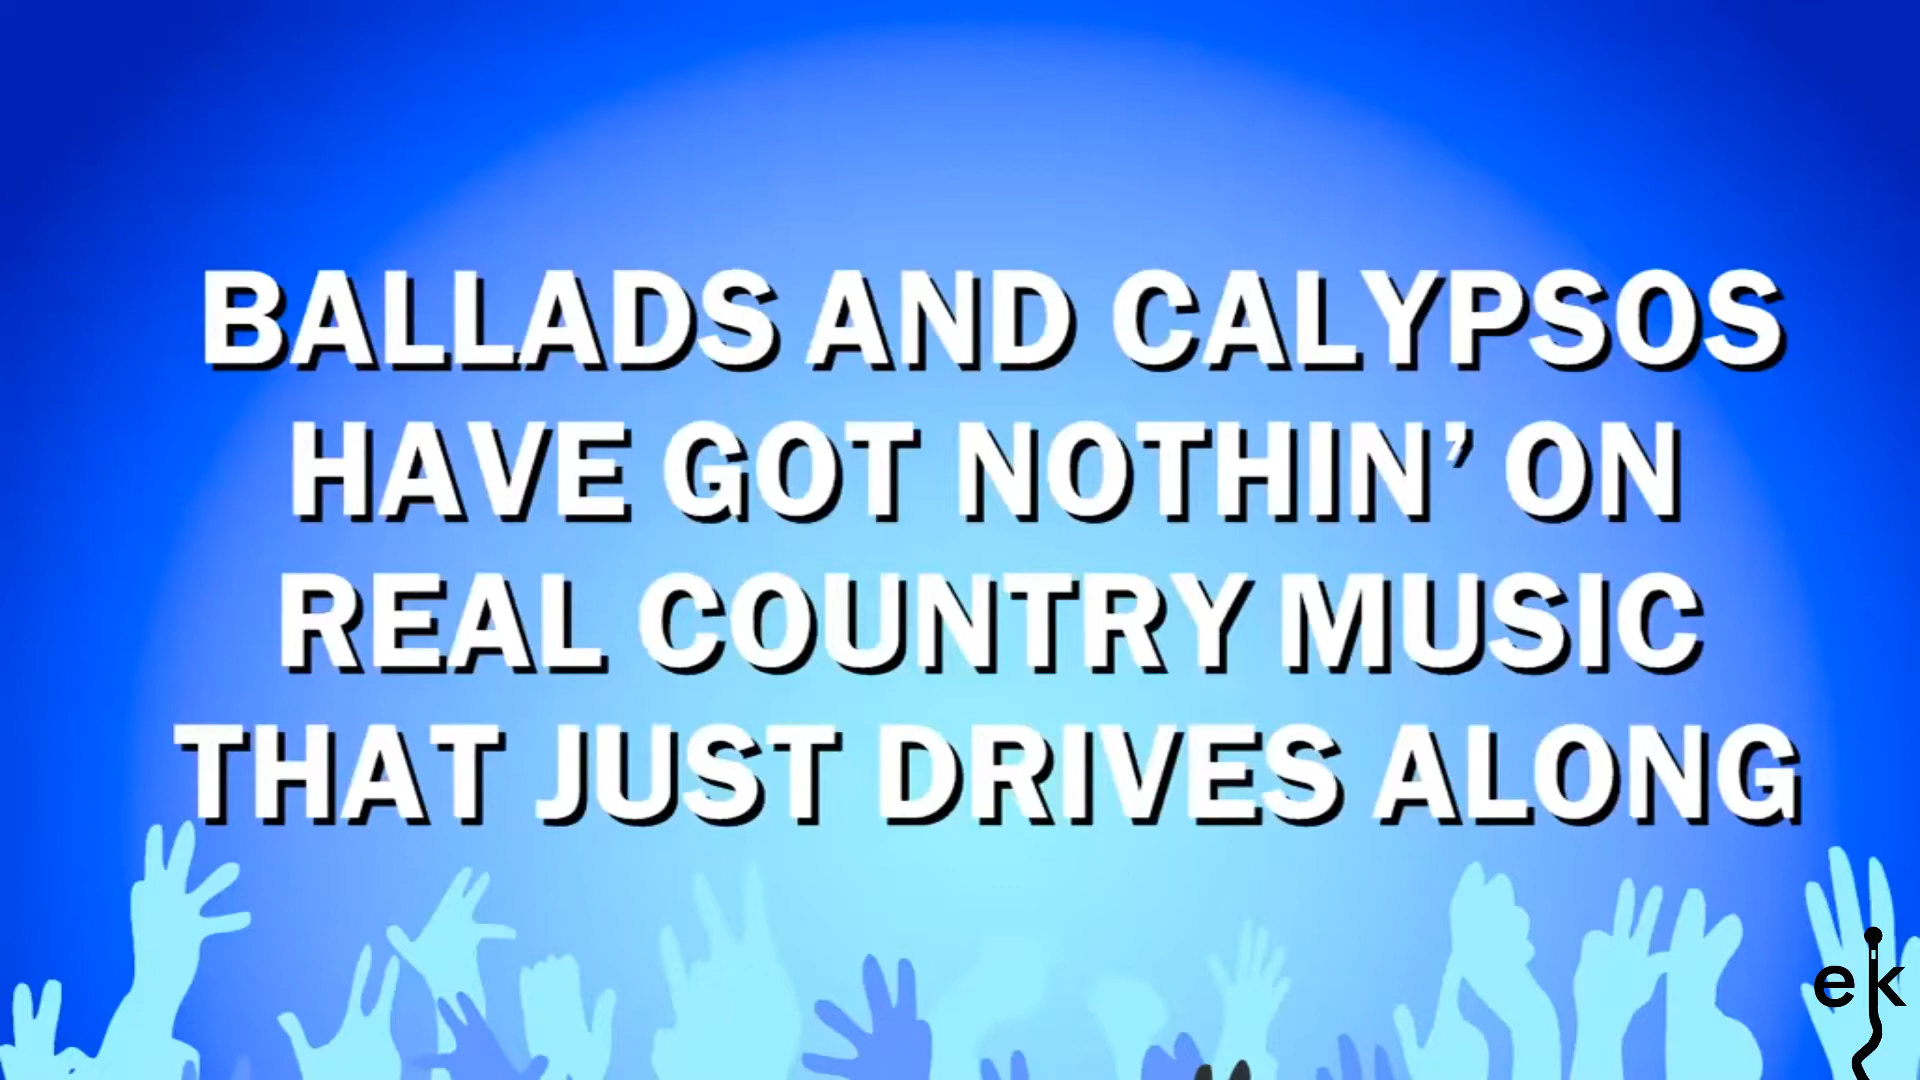 BALLADS AND CALYPSOS
HAVE GOT NOTHIN’ ON
REAL COUNTRY MUSIC
THAT JUST DRIVES ALONG
ek